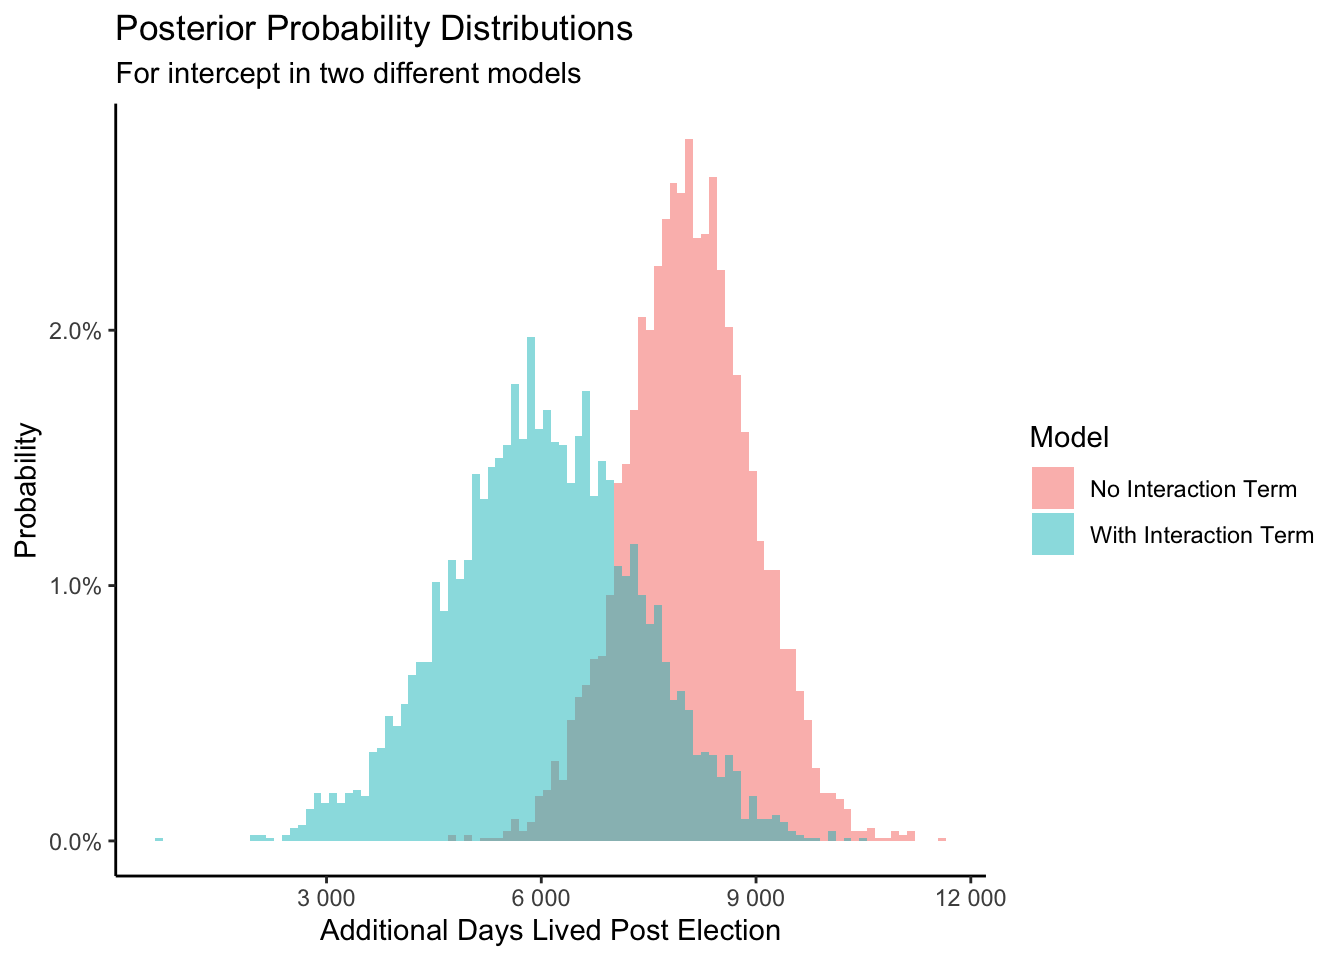 Posterior Probability Distributions
For intercept in two different models
Probability
2.0%
1.0%
0.0%
3 000
6 000
9 000
12 000
Additional Days Lived Post Election
Model
No Interaction Term
With Interaction Term